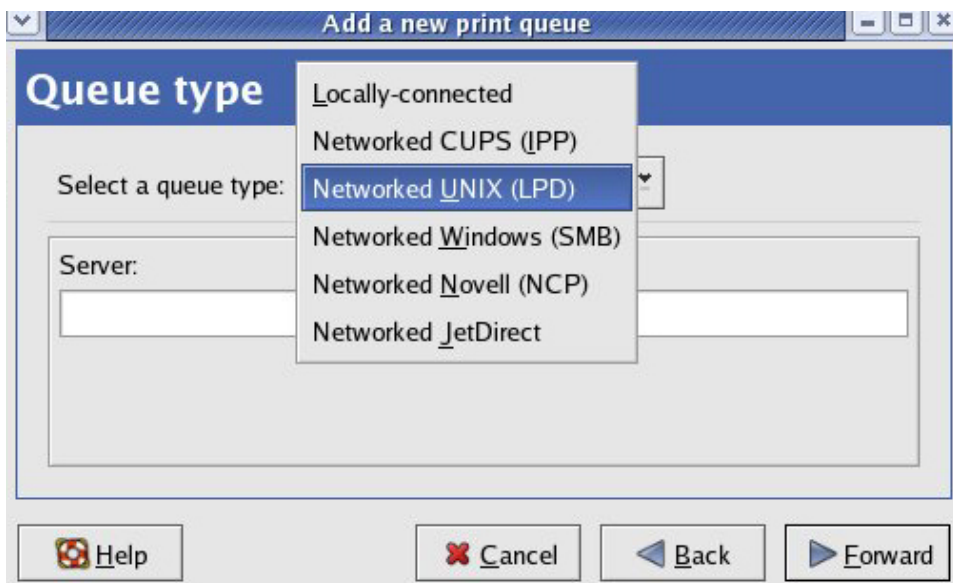 Add a new print queue
Queue type
Select a queue type:
Locally-connected
Networked CUPS (IPP)
Networked UNIX (LPD)
Networked Windows (SMB)
Networked Novell (NCP)
Networked JetDirect
Server:
Help
Cancel
Back
Forward